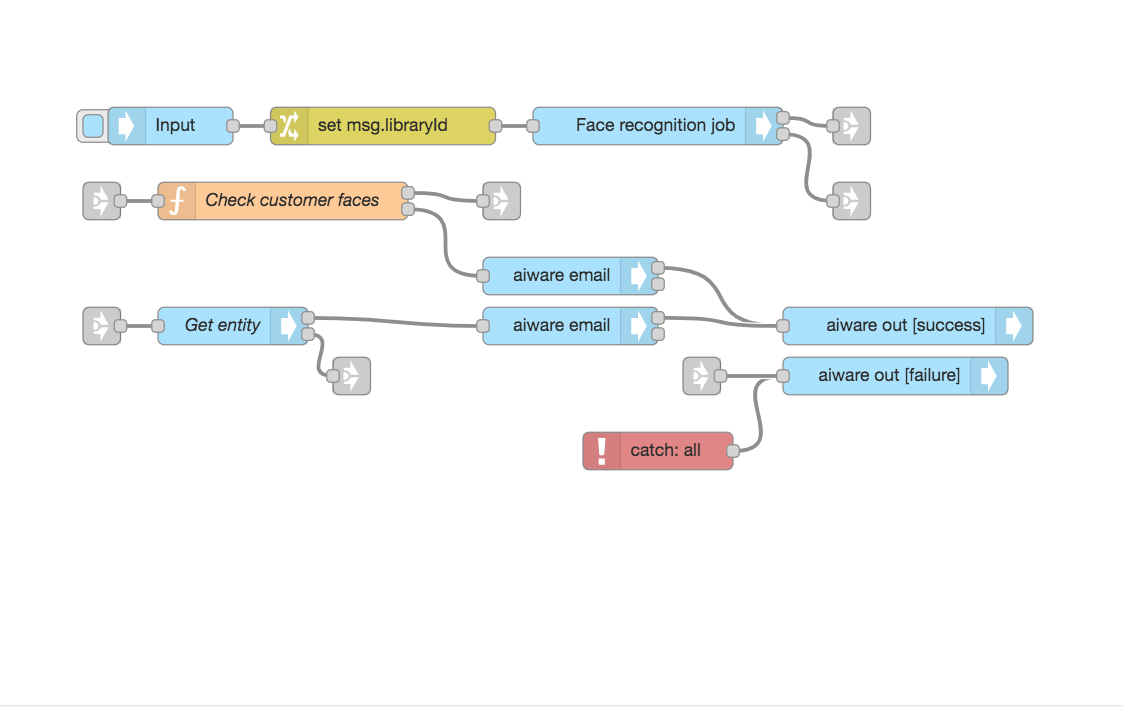 Input
set msg.libraryId
Face recognition job
Check customer faces
aiware email
Get entity
aiware email
aiware out [success]
aiware out [failure]
catch: all